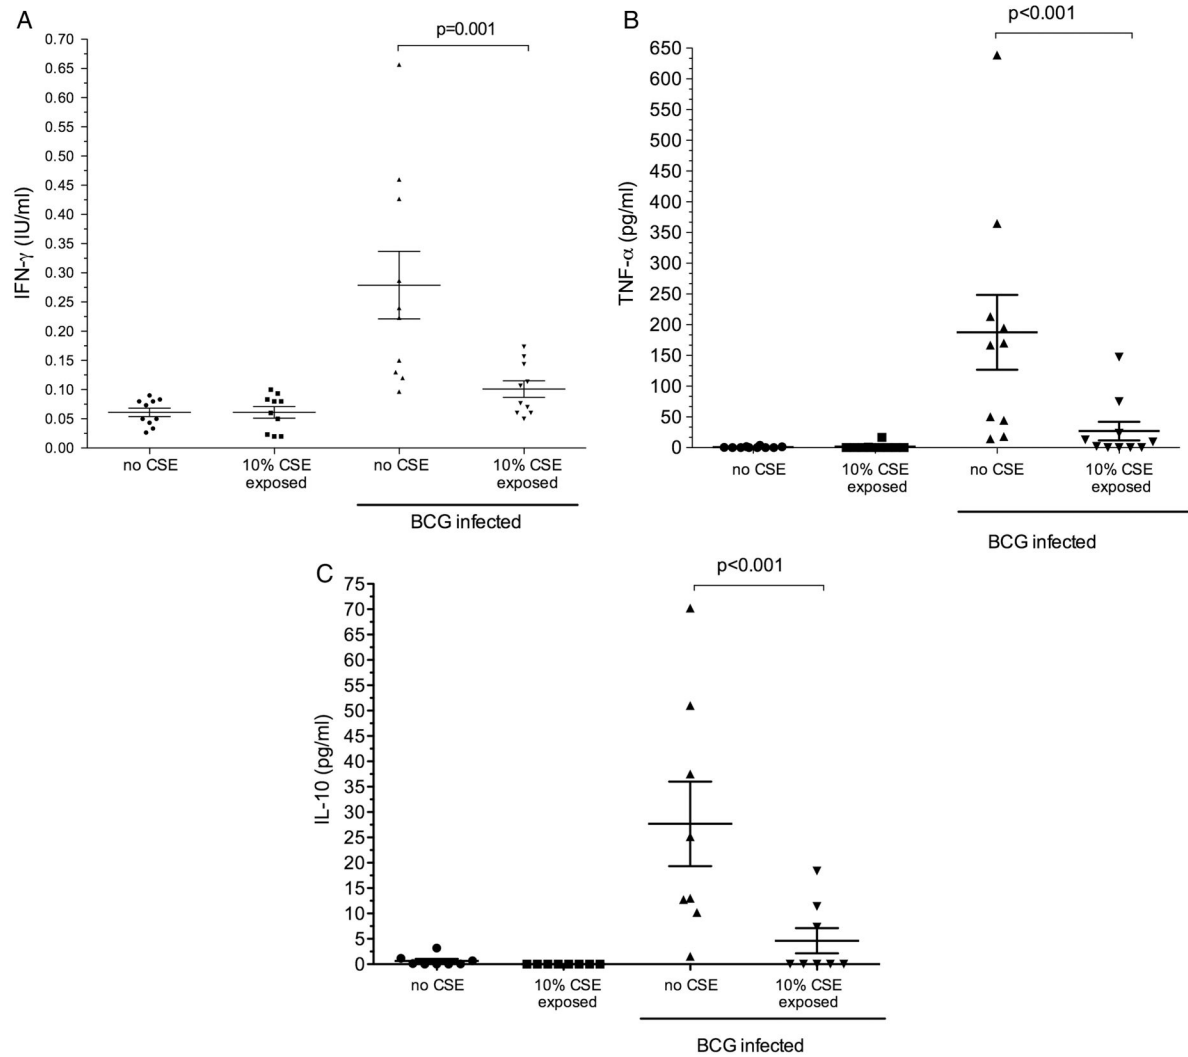 A
p=0.001
IFN-γ (IU/ml)
0.70
0.65
0.60
0.55
0.50
0.45
0.40
0.35
0.30
0.25
0.20
0.15
0.10
0.05
0.00
no CSE
10% CSE
exposed
no CSE
10% CSE
exposed
BCG infected
B
p<0.001
TNF-α (pg/ml)
650
600
550
500
450
400
350
300
250
200
150
100
50
0
no CSE
10% CSE
exposed
no CSE
10% CSE
exposed
BCG infected
C
p<0.001
IL-10 (pg/ml)
75
70
65
60
55
50
45
40
35
30
25
20
15
10
5
0
no CSE
10% CSE
exposed
no CSE
10% CSE
exposed
BCG infected